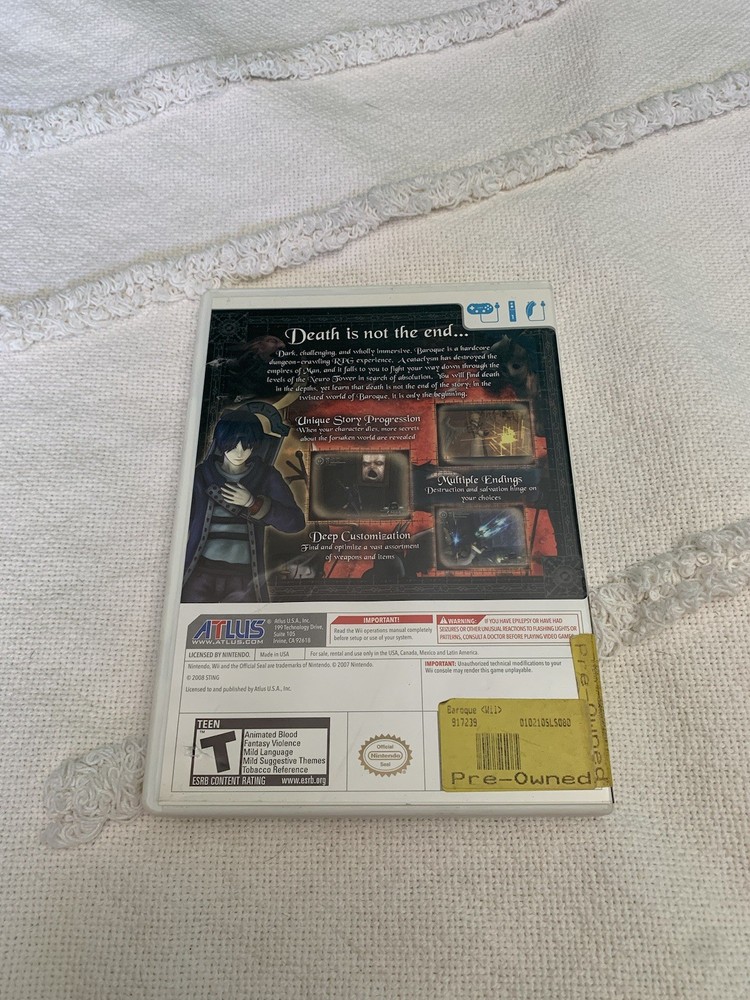 Death is not the end...
Dark, challenging, and wholly immersive, Baroque is a hardcore
dungeon-crawling RPG experience. A cataclysm has destroyed the
empires of Man, and it falls to you to fight your way down through the
levels of the Neuro Tower in search of absolution. You will find death
in the depths, yet learn that death is not the end of the story; in the
twisted world of Baroque, it is only the beginning.
Unique Story Progression
When your character dies, more secrets
about the forsaken world are revealed
Multiple Endings
Destruction and salvation hinge on
your choices
Deep Customization
Find and optimize a vast assortment
of weapons and items
ATLUS®
WWW.ATLUS.COM
Atlus U.S.A., Inc.
199 Technology Drive,
Suite 105
Irvine, CA 92618
IMPORTANT!
Read the Wii operations manual completely
before setup or use of your system.
WARNING: IF YOU HAVE EPILEPSY OR HAVE HAD
SEIZURES OR OTHER UNUSUAL REACTIONS TO FLASHING LIGHTS OR
PATTERNS, CONSULT A DOCTOR BEFORE PLAYING VIDEO GAMES
LICENSED BY NINTENDO.
Made in USA
For sale, rental and use only in the USA, Canada, Mexico and Latin America.
Nintendo, Wii and the Official Seal are trademarks of Nintendo. © 2007 Nintendo.
© 2008 STING
Licensed to and published by Atlus U.S.A., Inc.
IMPORTANT: Unauthorized technical modifications to your
Wii console may render this game unplayable.
TEEN
T
Animated Blood
Fantasy Violence
Mild Language
Mild Suggestive Themes
Tobacco Reference
ESRB CONTENT RATING www.esrb.org
Official
Nintendo
Seal
Baroque <Wii>
917239 010210SLS080
Pre-Owned
Pre-Owned